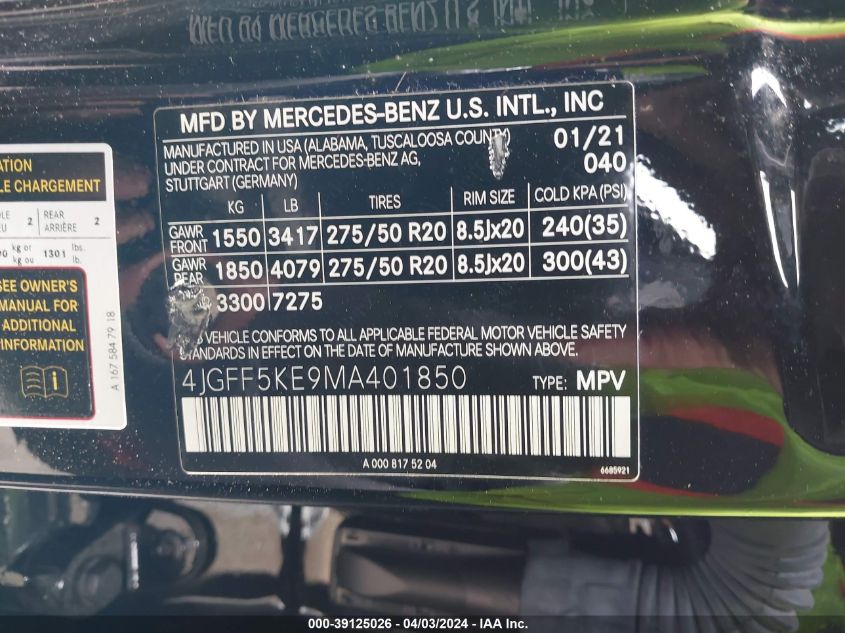 MFD BY MERCEDES-BENZ U.S. INTL., INC
MANUFACTURED IN USA (ALABAMA, TUSCALOOSA COUNTY) 01/21
UNDER CONTRACT FOR MERCEDES-BENZ AG, 040
STUTTGART (GERMANY)
KG LB TIRES RIM SIZE COLD KPA (PSI)
GAWR FRONT 1550 3417 275/50 R20 8.5Jx20 240(35)
GAWR REAR 1850 4079 275/50 R20 8.5Jx20 300(43)
3300 7275
VEHICLE CONFORMS TO ALL APPLICABLE FEDERAL MOTOR VEHICLE SAFETY
STANDARDS IN EFFECT ON THE DATE OF MANUFACTURE SHOWN ABOVE.
4JGFF5KE9MA401850 TYPE: MPV
A 000 817 52 04
6685921
CHARGEMENT
2 REAR ARRIÈRE 2
kg or kg ou 1301 lbs. lb.
SEE OWNER'S
MANUAL FOR
ADDITIONAL
INFORMATION
A 167 584 79 18
000-39125026 - 04/03/2024 - IAA Inc.